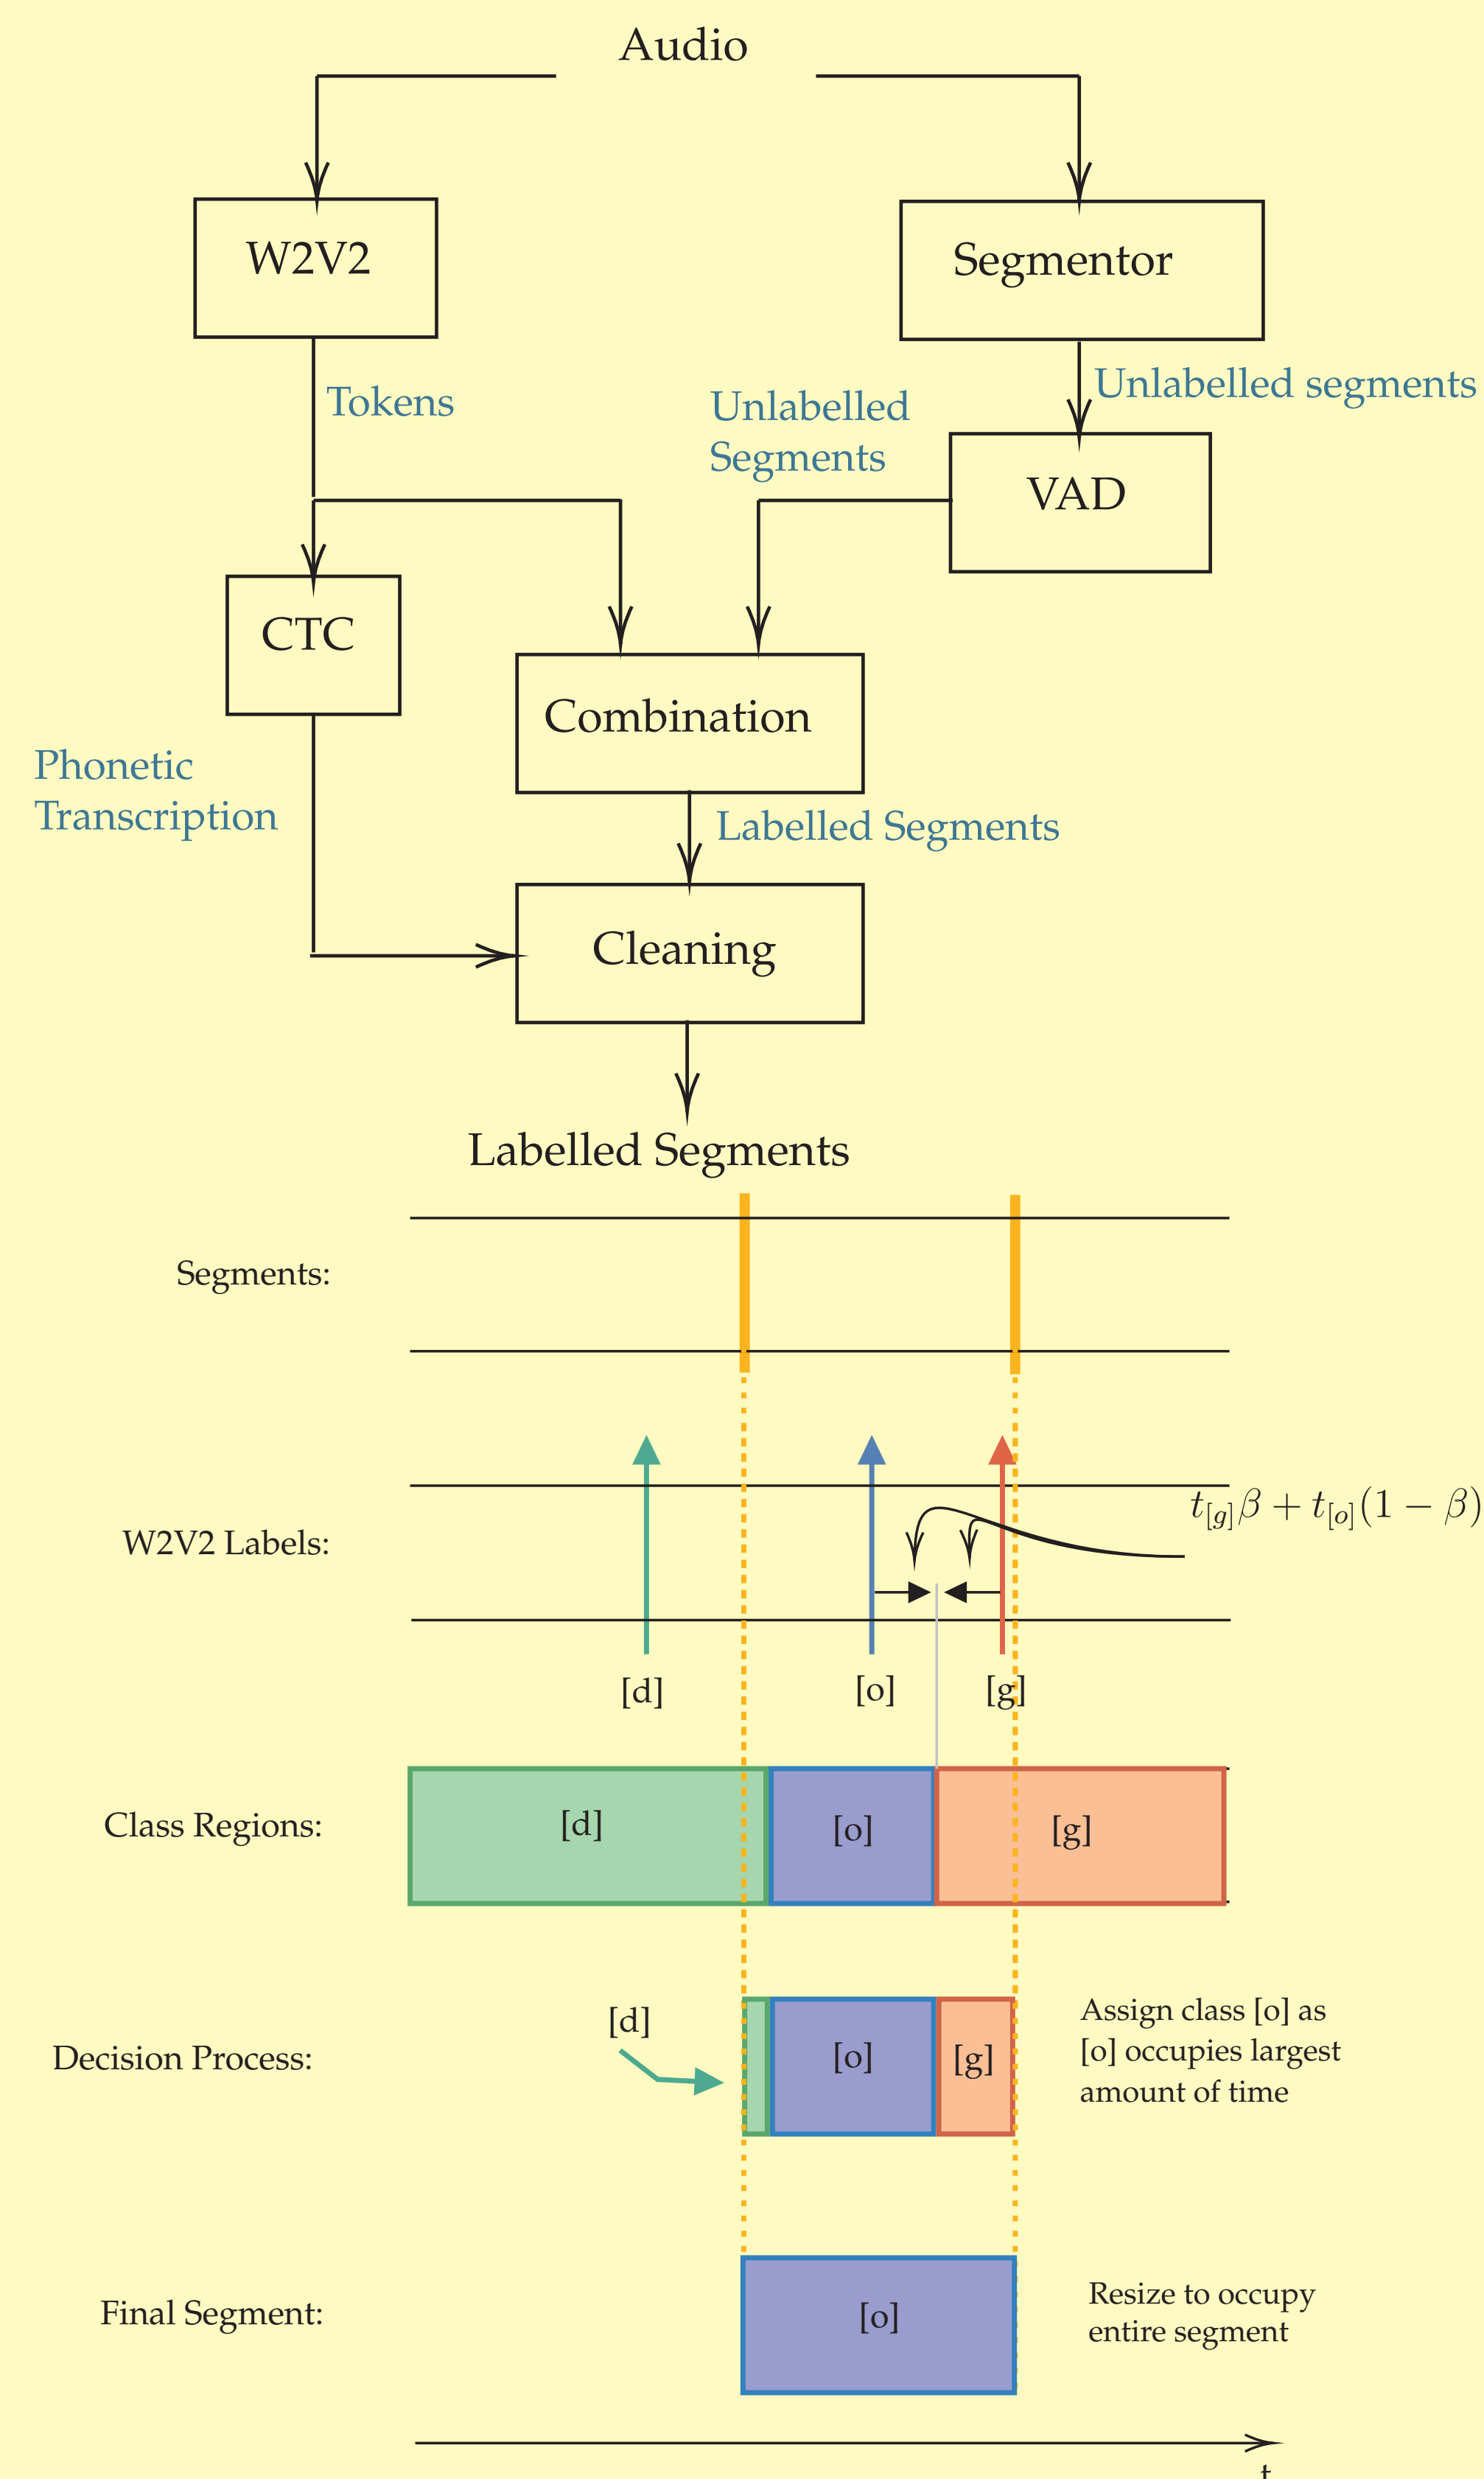 Audio
W2V2
Segmentor
Tokens
Unlabelled
Segments
Unlabelled segments
VAD
CTC
Combination
Phonetic
Transcription
Labelled Segments
Cleaning
Labelled Segments
Segments:
W2V2 Labels:
t[g]β + t[o](1 − β)
[d]
[o]
[g]
Class Regions:
[d]
[o]
[g]
Decision Process:
[d]
[o]
[g]
Assign class [o] as
[o] occupies largest
amount of time
Final Segment:
[o]
Resize to occupy
entire segment
t